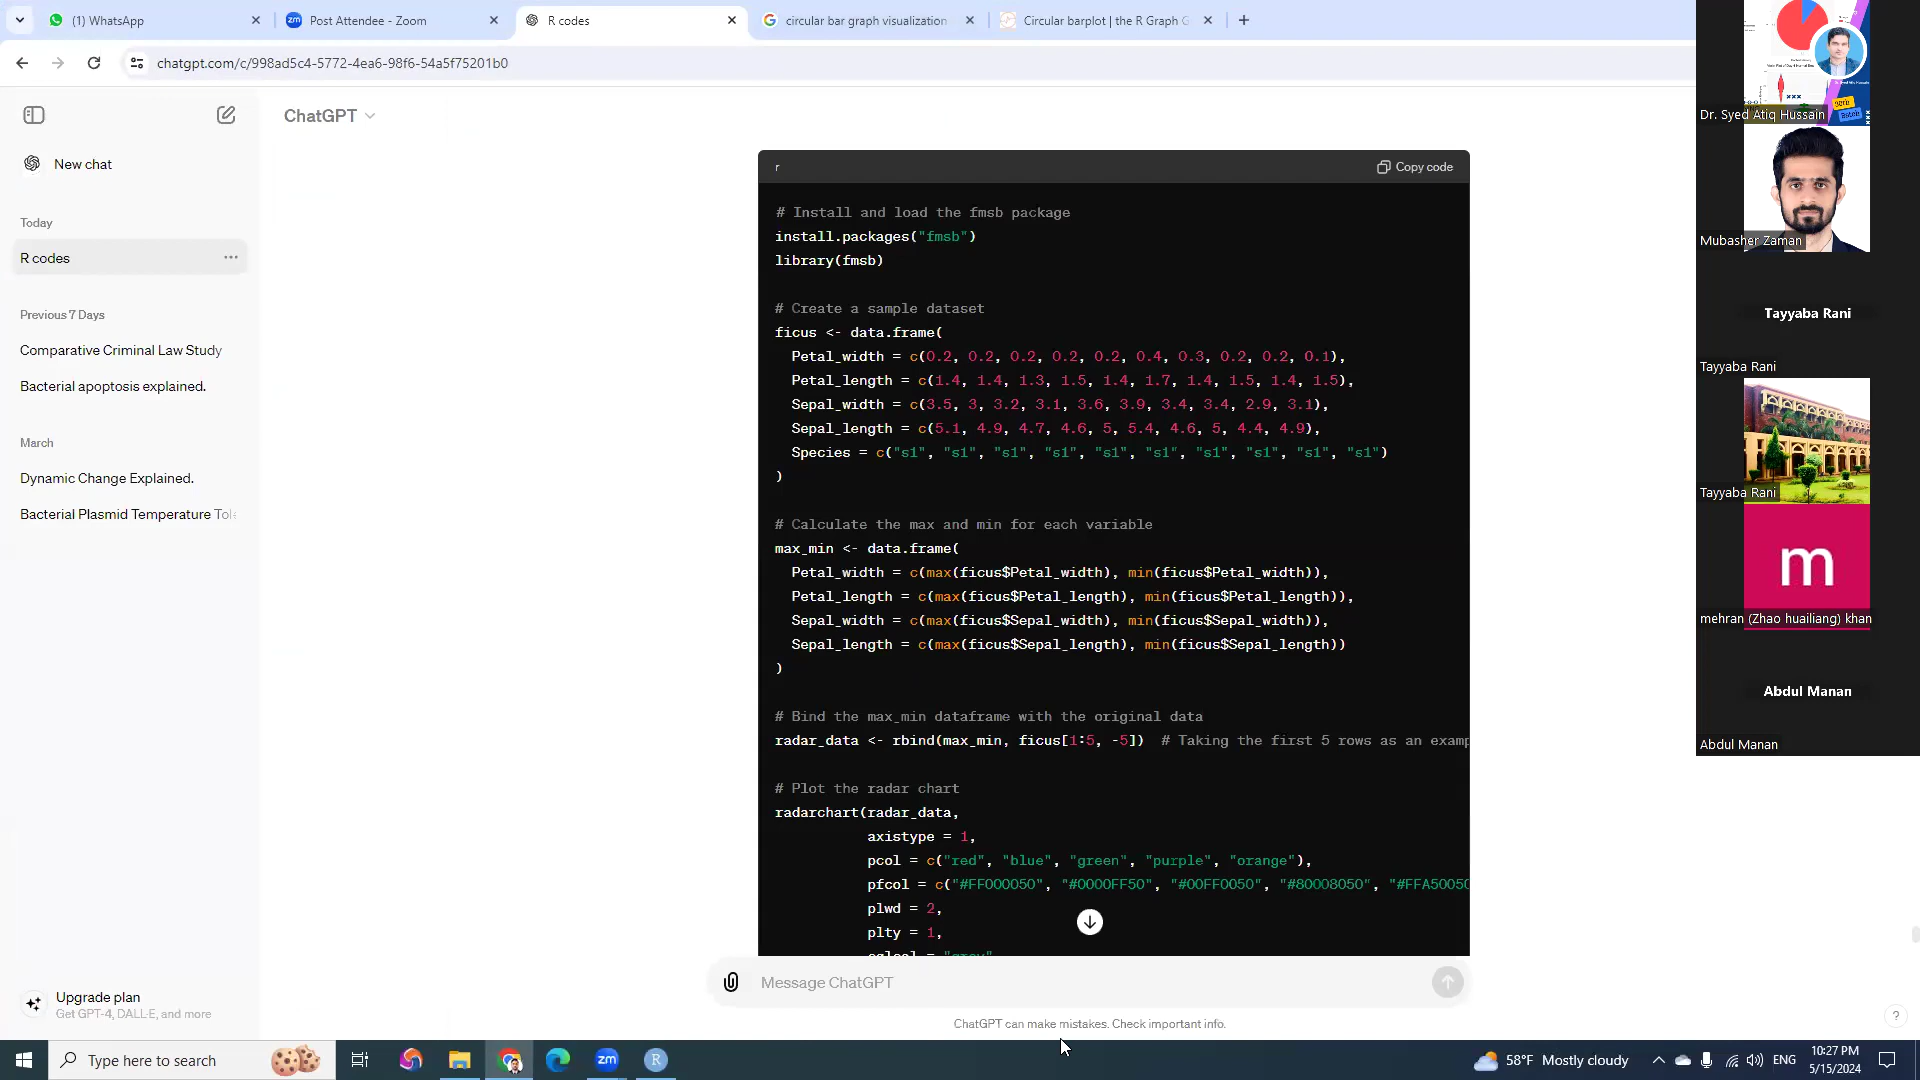 (1) WhatsApp
Post Attendee - Zoom
R codes
circular bar graph visualization
Circular barplot | the R Graph G
chatgpt.com/c/998ad5c4-5772-4ea6-98f6-54a5f75201b0
ChatGPT
New chat
Today
R codes
Previous 7 Days
Comparative Criminal Law Study
Bacterial apoptosis explained.
March
Dynamic Change Explained.
Bacterial Plasmid Temperature Tole
Upgrade plan
Get GPT-4, DALL·E, and more
r
Copy code
# Install and load the fmsb package
install.packages("fmsb")
library(fmsb)
# Create a sample dataset
ficus <- data.frame(
Petal_width = c(0.2, 0.2, 0.2, 0.2, 0.2, 0.4, 0.3, 0.2, 0.2, 0.1),
Petal_length = c(1.4, 1.4, 1.3, 1.5, 1.4, 1.7, 1.4, 1.5, 1.4, 1.5),
Sepal_width = c(3.5, 3, 3.2, 3.1, 3.6, 3.9, 3.4, 3.4, 2.9, 3.1),
Sepal_length = c(5.1, 4.9, 4.7, 4.6, 5, 5.4, 4.6, 5, 4.4, 4.9),
Species = c("s1", "s1", "s1", "s1", "s1", "s1", "s1", "s1", "s1", "s1")
)
# Calculate the max and min for each variable
max_min <- data.frame(
Petal_width = c(max(ficus$Petal_width), min(ficus$Petal_width)),
Petal_length = c(max(ficus$Petal_length), min(ficus$Petal_length)),
Sepal_width = c(max(ficus$Sepal_width), min(ficus$Sepal_width)),
Sepal_length = c(max(ficus$Sepal_length), min(ficus$Sepal_length))
)
# Bind the max_min dataframe with the original data
radar_data <- rbind(max_min, ficus[1:5, -5]) # Taking the first 5 rows as an examp
# Plot the radar chart
radarchart(radar_data,
axistype = 1,
pcol = c("red", "blue", "green", "purple", "orange"),
pfcol = c("#FF000050", "#0000FF50", "#00FF0050", "#80008050", "#FFA50050
plwd = 2,
plty = 1,
cglcol = "grey"
Message ChatGPT
ChatGPT can make mistakes. Check important info.
?
Dr. Syed Atiq Hussain
Mubasher Zaman
Tayyaba Rani
Tayyaba Rani
Tayyaba Rani
m
mehran (Zhao huailiang) khan
Abdul Manan
Abdul Manan
Type here to search
zm
R
58°F Mostly cloudy
ENG
10:27 PM
5/15/2024